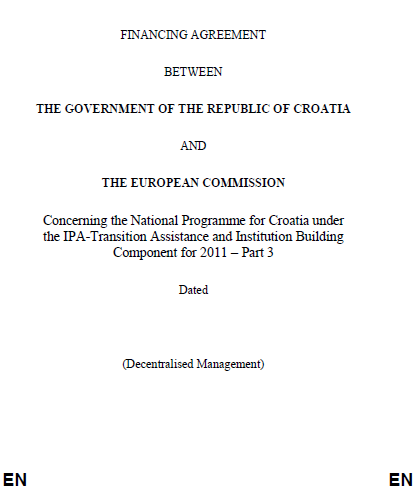 FINANCING AGREEMENT
BETWEEN
THE GOVERNMENT OF THE REPUBLIC OF CROATIA
AND
THE EUROPEAN COMMISSION
Concerning the National Programme for Croatia under
the IPA-Transition Assistance and Institution Building
Component for 2011 – Part 3
Dated
(Decentralised Management)
EN EN